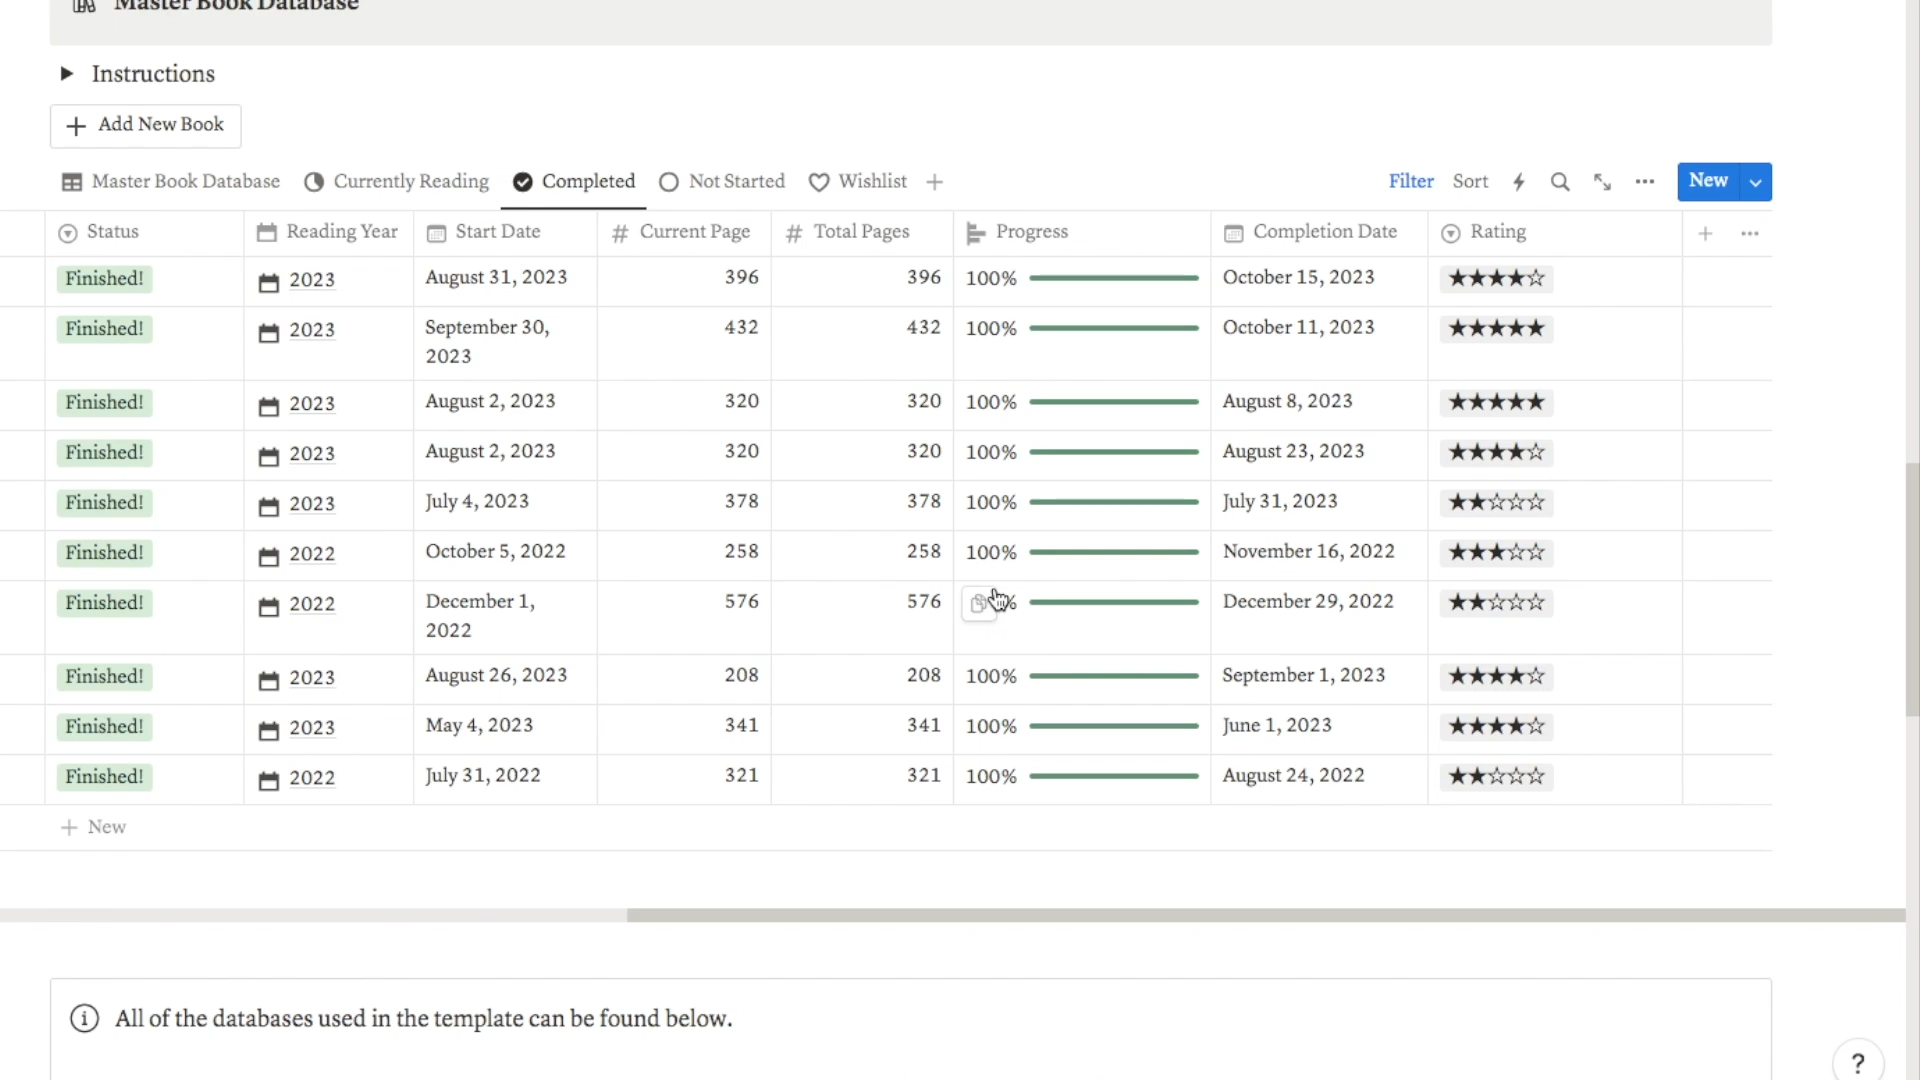 Master Book Database
Instructions
Add New Book
Master Book Database Currently Reading Completed Not Started Wishlist Filter Sort New
Status Reading Year Start Date # Current Page # Total Pages Progress Completion Date Rating
Finished! 2023 August 31, 2023 396 396 100% October 15, 2023 ★★★★☆
Finished! 2023 September 30, 432 432 100% October 11, 2023 ★★★★★
2023
Finished! 2023 August 2, 2023 320 320 100% August 8, 2023 ★★★★★
Finished! 2023 August 2, 2023 320 320 100% August 23, 2023 ★★★★☆
Finished! 2023 July 4, 2023 378 378 100% July 31, 2023 ★★☆☆☆
Finished! 2022 October 5, 2022 258 258 100% November 16, 2022 ★★★☆☆
Finished! 2022 December 1, 576 576 % December 29, 2022 ★★☆☆☆
2022
Finished! 2023 August 26, 2023 208 208 100% September 1, 2023 ★★★★☆
Finished! 2023 May 4, 2023 341 341 100% June 1, 2023 ★★★★☆
Finished! 2022 July 31, 2022 321 321 100% August 24, 2022 ★★☆☆☆
New
All of the databases used in the template can be found below.
?